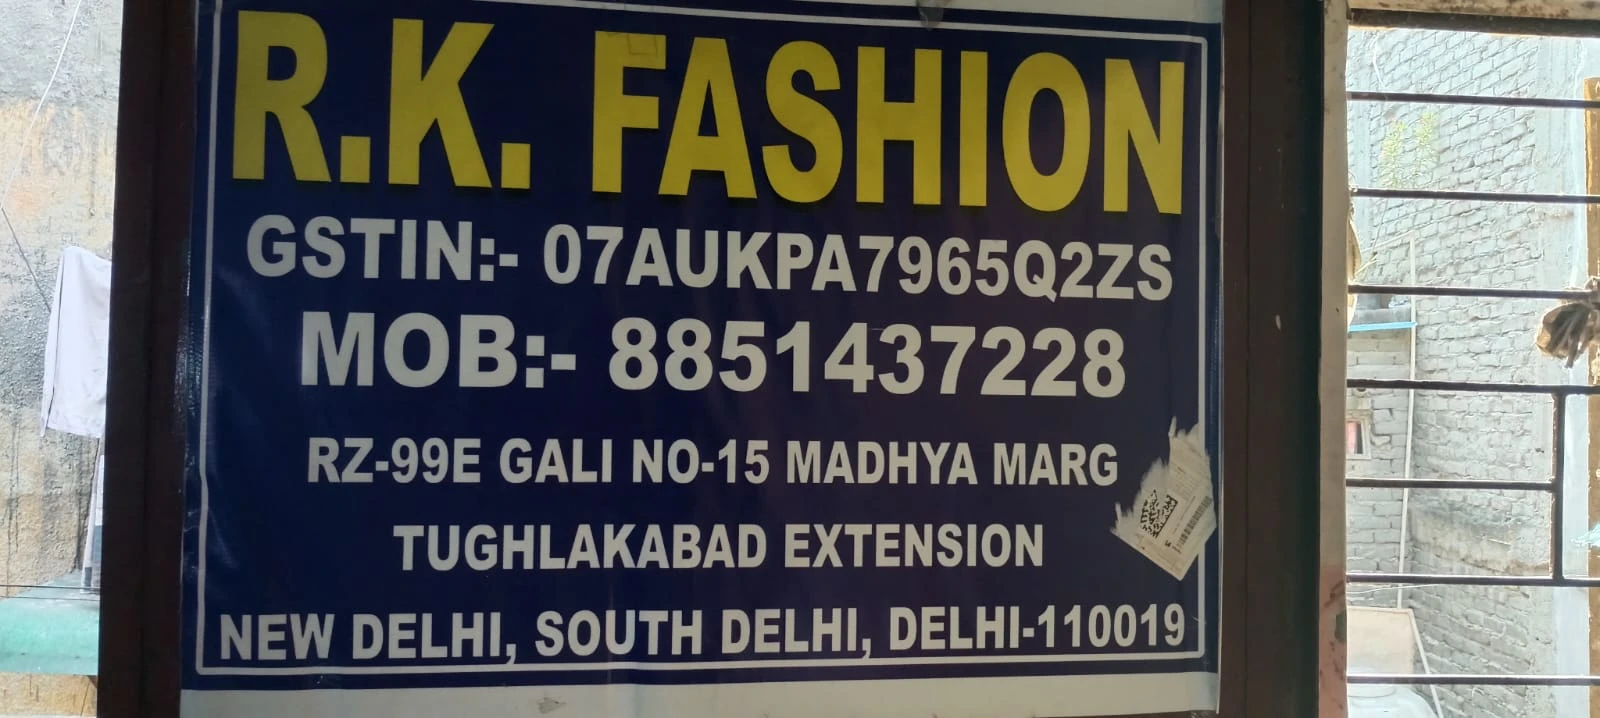 R.K. FASHION
GSTIN:- 07AUKPA7965Q2ZS
MOB:- 8851437228
RZ-99E GALI NO-15 MADHYA MARG
TUGHLAKABAD EXTENSION
NEW DELHI, SOUTH DELHI, DELHI-110019